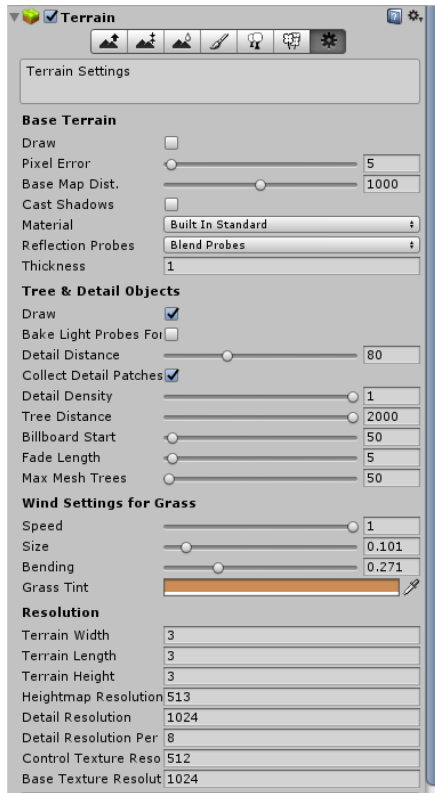 Terrain
Terrain Settings
Base Terrain
Draw
Pixel Error 5
Base Map Dist. 1000
Cast Shadows
Material Built In Standard
Reflection Probes Blend Probes
Thickness 1
Tree & Detail Objects
Draw
Bake Light Probes For
Detail Distance 80
Collect Detail Patches
Detail Density 1
Tree Distance 2000
Billboard Start 50
Fade Length 5
Max Mesh Trees 50
Wind Settings for Grass
Speed 1
Size 0.101
Bending 0.271
Grass Tint
Resolution
Terrain Width 3
Terrain Length 3
Terrain Height 3
Heightmap Resolution 513
Detail Resolution 1024
Detail Resolution Per 8
Control Texture Reso 512
Base Texture Resolut 1024